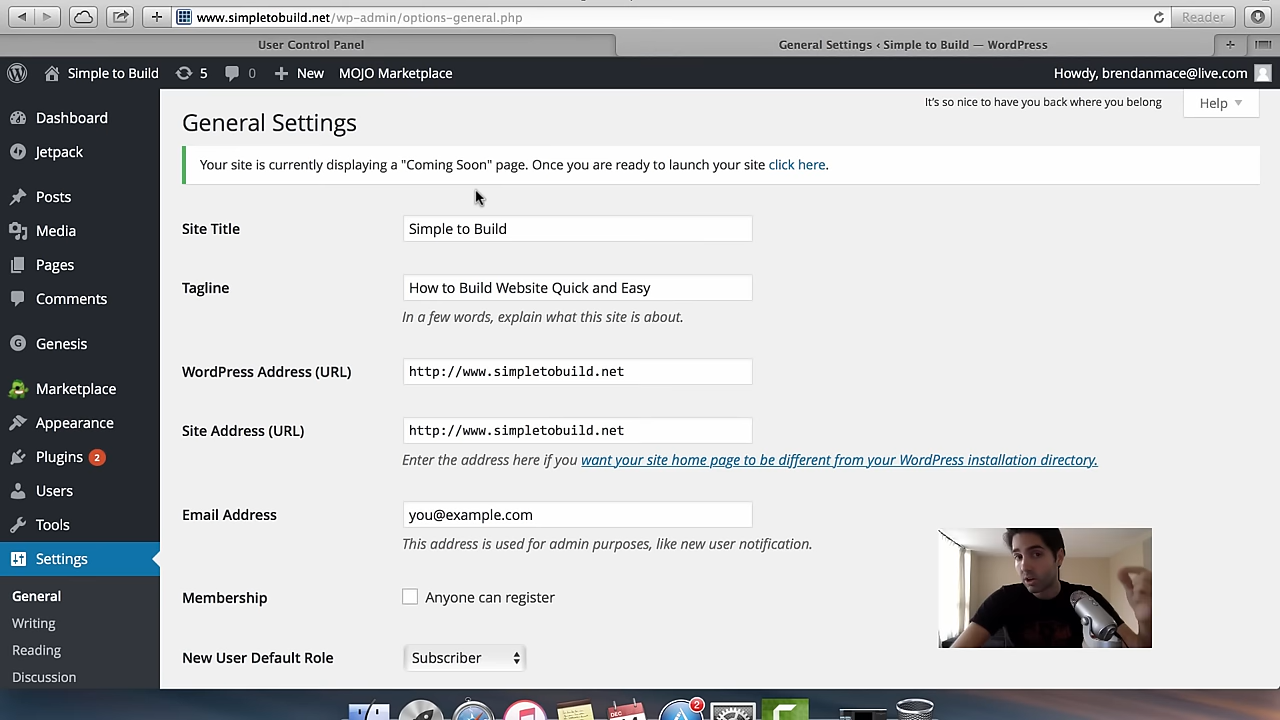 www.simpletobuild.net/wp-admin/options-general.php
Reader
User Control Panel
General Settings ‹ Simple to Build — WordPress
Simple to Build
5
0
New
MOJO Marketplace
Howdy, brendanmace@live.com
Dashboard
Jetpack
Posts
Media
Pages
Comments
Genesis
Marketplace
Appearance
Plugins 2
Users
Tools
Settings
General
Writing
Reading
Discussion
It's so nice to have you back where you belong
Help
General Settings
Your site is currently displaying a "Coming Soon" page. Once you are ready to launch your site click here.
Site Title
Simple to Build
Tagline
How to Build Website Quick and Easy
In a few words, explain what this site is about.
WordPress Address (URL)
http://www.simpletobuild.net
Site Address (URL)
http://www.simpletobuild.net
Enter the address here if you want your site home page to be different from your WordPress installation directory.
Email Address
you@example.com
This address is used for admin purposes, like new user notification.
Membership
Anyone can register
New User Default Role
Subscriber
DEC
2